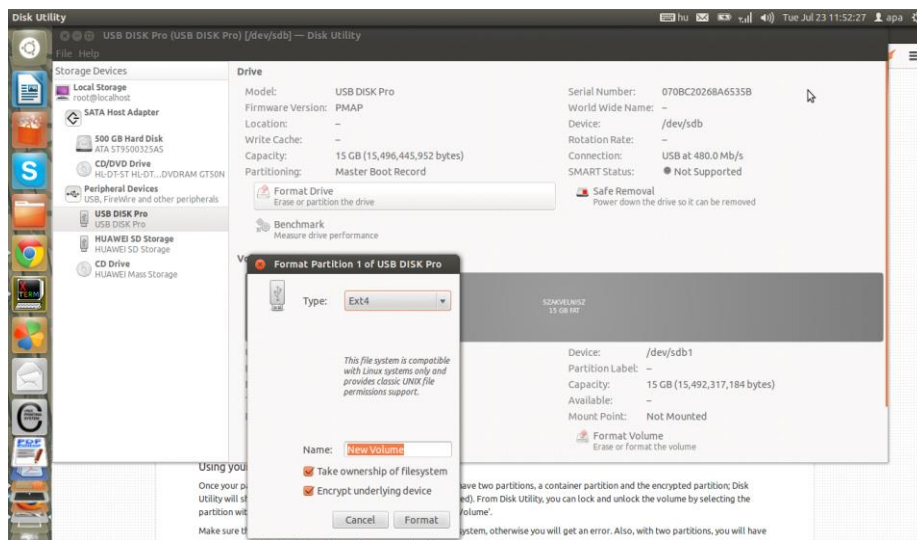 Disk Utility
hu
Tue Jul 23 11:52:27
apa
USB DISK Pro (USB DISK Pro) [/dev/sdb] — Disk Utility
File Help
Storage Devices
Local Storage
root@localhost
SATA Host Adapter
500 GB Hard Disk
ATA ST9500325AS
CD/DVD Drive
HL-DT-ST HL-DT...DVDRAM GT50N
Peripheral Devices
USB, FireWire and other peripherals
USB DISK Pro
USB DISK Pro
HUAWEI SD Storage
HUAWEI SD Storage
CD Drive
HUAWEI Mass Storage
Drive
Model: USB DISK Pro
Serial Number: 070BC20268A6535B
Firmware Version: PMAP
World Wide Name: –
Location: –
Device: /dev/sdb
Write Cache: –
Rotation Rate: –
Capacity: 15 GB (15,496,445,952 bytes)
Connection: USB at 480.0 Mb/s
Partitioning: Master Boot Record
SMART Status: Not Supported
Format Drive
Erase or partition the drive
Safe Removal
Power down the drive so it can be removed
Benchmark
Measure drive performance
SZAKVELNISZ
15 GB FAT
Device: /dev/sdb1
Partition Label: –
Capacity: 15 GB (15,492,317,184 bytes)
Available: –
Mount Point: Not Mounted
Format Volume
Erase or format the volume
Format Partition 1 of USB DISK Pro
Type: Ext4
This file system is compatible
with Linux systems only and
provides classic UNIX file
permissions support.
Name: New Volume
Take ownership of filesystem
Encrypt underlying device
Cancel Format
Using you
Once your pa
ave two partitions, a container partition and the encrypted partition; Disk
Utility will sh
ed). From Disk Utility, you can lock and unlock the volume by selecting the
partition wit
olume'.
Make sure th
ystem, otherwise you will get an error. Also, with two partitions, you will have